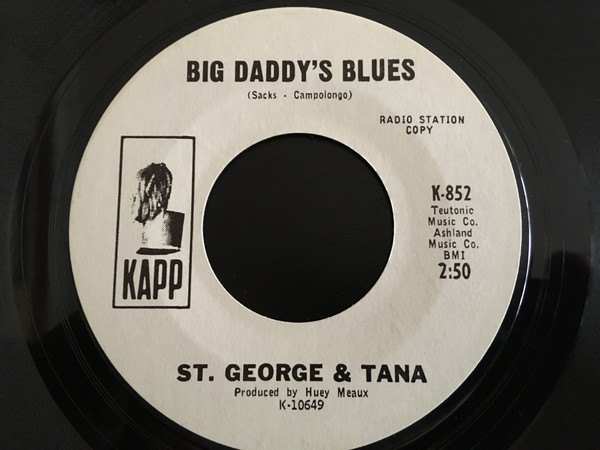 BIG DADDY'S BLUES
(Sacks - Campolongo)
RADIO STATION
COPY
K-852
Teutonic
Music Co.
Ashland
Music Co.
BMI
2:50
KAPP
ST. GEORGE & TANA
Produced by Huey Meaux
K-10649